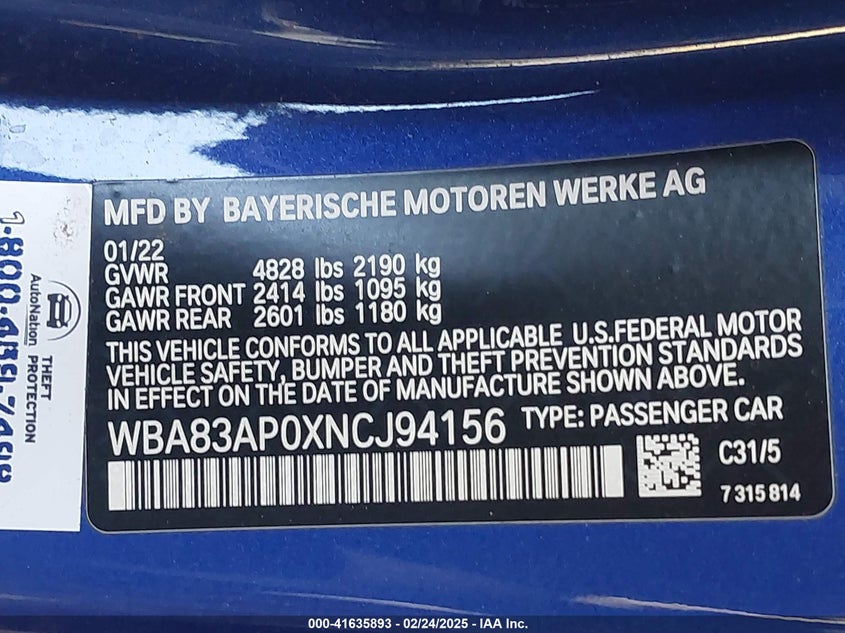 MFD BY BAYERISCHE MOTOREN WERKE AG
01/22
GVWR 4828 lbs 2190 kg
GAWR FRONT 2414 lbs 1095 kg
GAWR REAR 2601 lbs 1180 kg
THIS VEHICLE CONFORMS TO ALL APPLICABLE U.S.FEDERAL MOTOR
VEHICLE SAFETY, BUMPER AND THEFT PREVENTION STANDARDS
IN EFFECT ON THE DATE OF MANUFACTURE SHOWN ABOVE.
WBA83AP0XNCJ94156 TYPE: PASSENGER CAR
C31/5
7 315 814
THEFT
PROTECTION
AutoNation
000-41635893 - 02/24/2025 - IAA Inc.